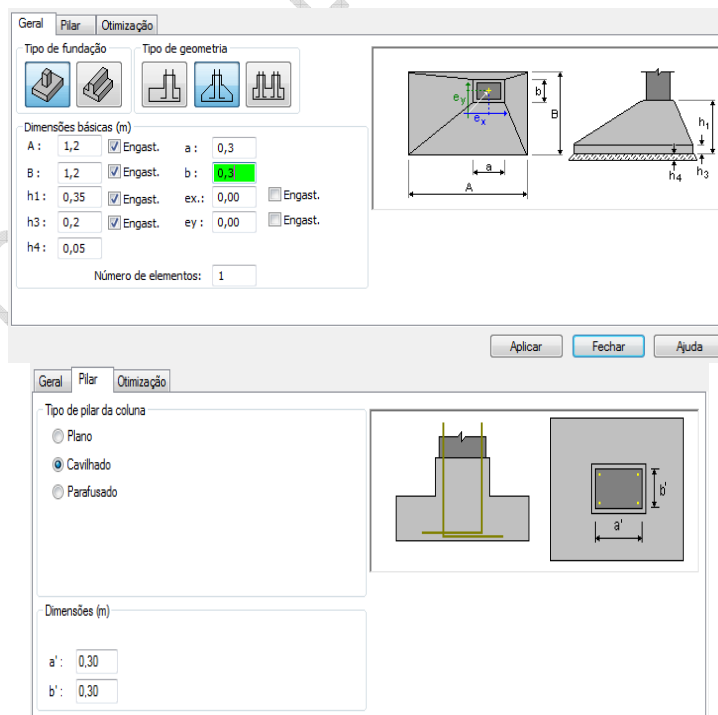 Geral Pilar Otimização
Tipo de fundação Tipo de geometria
Dimensões básicas (m)
A: 1,2 Engast. a: 0,3
B: 1,2 Engast. b: 0,3
h1: 0,35 Engast. ex.: 0,00 Engast.
h3: 0,2 Engast. ey: 0,00 Engast.
h4: 0,05
Número de elementos: 1
ey ex b B a A
h1 h4 h3
Aplicar Fechar Ajuda
Geral Pilar Otimização
Tipo de pilar da coluna
Plano
Cavilhado
Parafusado
b'
a'
Dimensões (m)
a': 0,30
b': 0,30